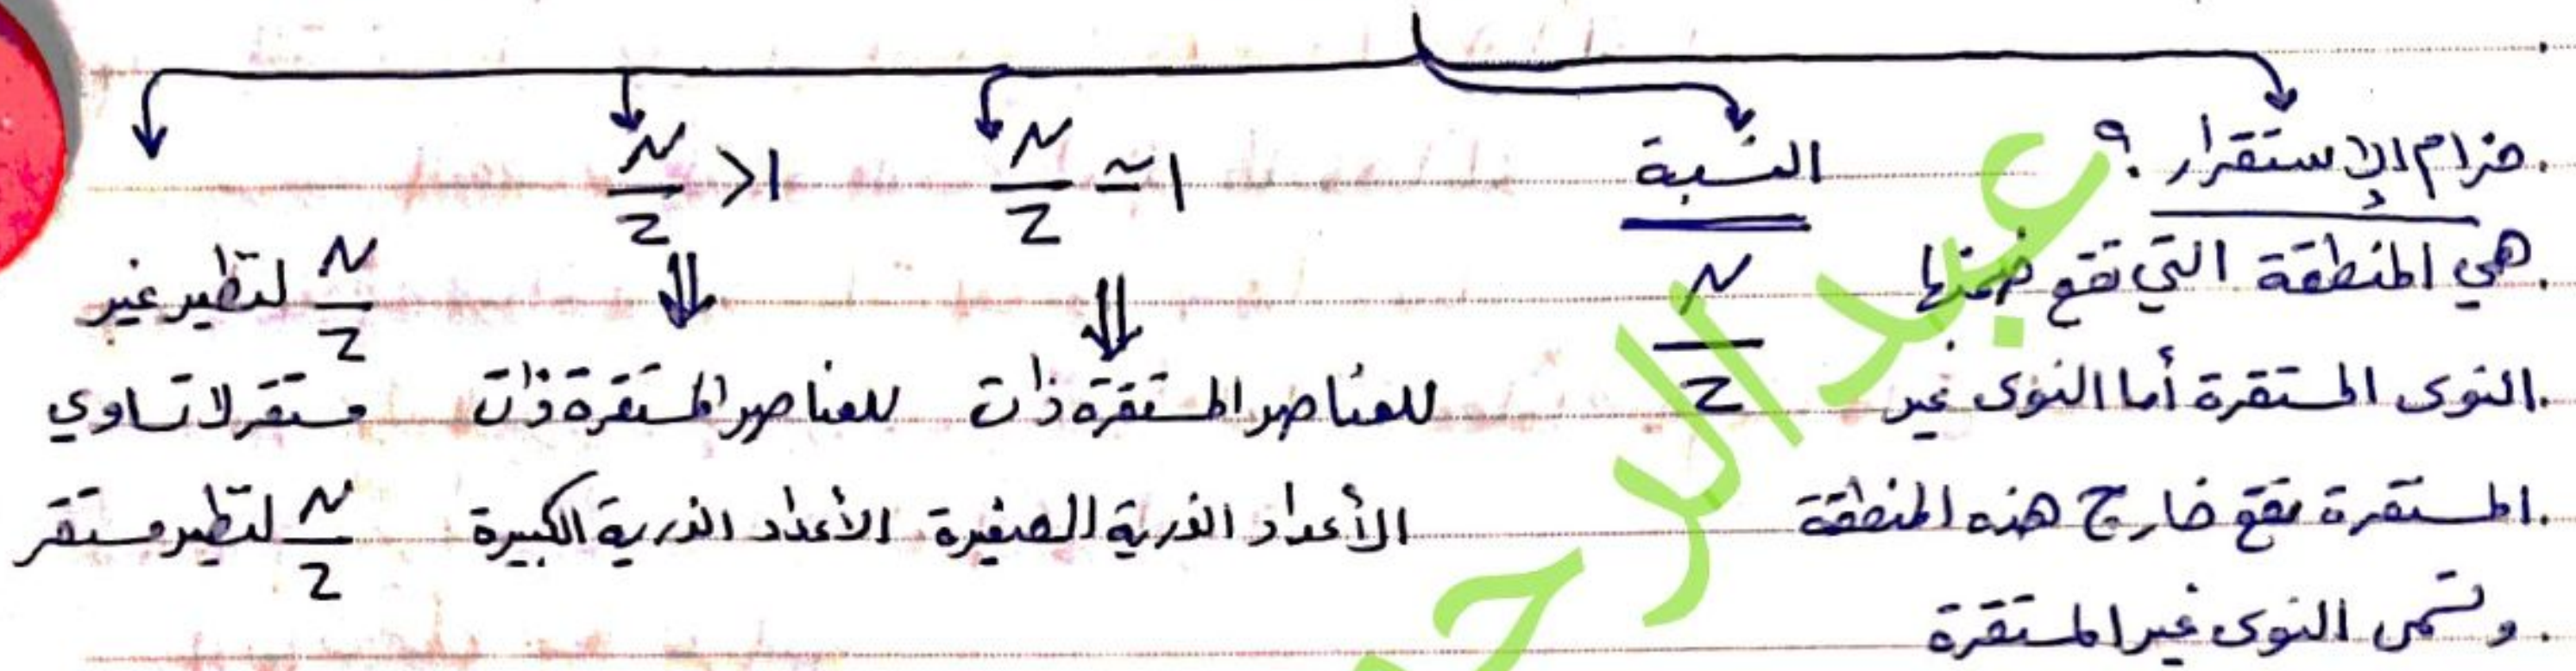 حزام الإستقرار ؟
هي المنطقة التي تقع ضمنها
النوى المستقرة أما النوى غير
المستقرة تقع خارج هذه المنطقة
وتسمى النوى غير المستقرة
النسبة
N/Z
N/Z ≃ 1
⇓
للعناصر المستقرة ذات
الأعداد الذرية الصغيرة
N/Z > 1
⇓
للعناصر المستقرة ذات
الأعداد الذرية الكبيرة
N/Z لنظير غير
مستقر لا تساوي
N/Z لنظير مستقر
عبد الرح